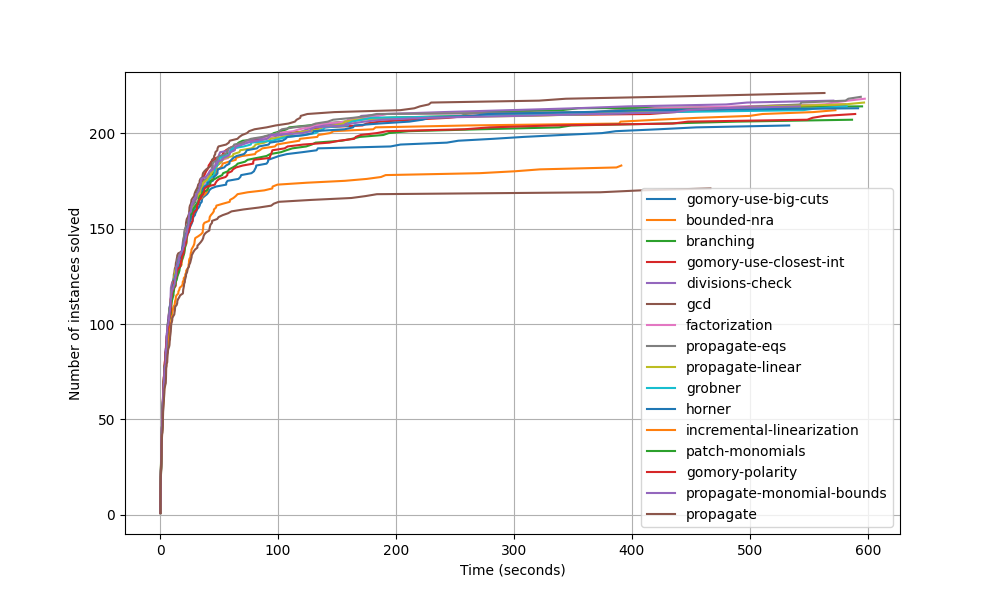 Number of instances solved
200
150
100
50
0
gomory-use-big-cuts
bounded-nra
branching
gomory-use-closest-int
divisions-check
gcd
factorization
propagate-eqs
propagate-linear
grobner
horner
incremental-linearization
patch-monomials
gomory-polarity
propagate-monomial-bounds
propagate
0 100 200 300 400 500 600
Time (seconds)